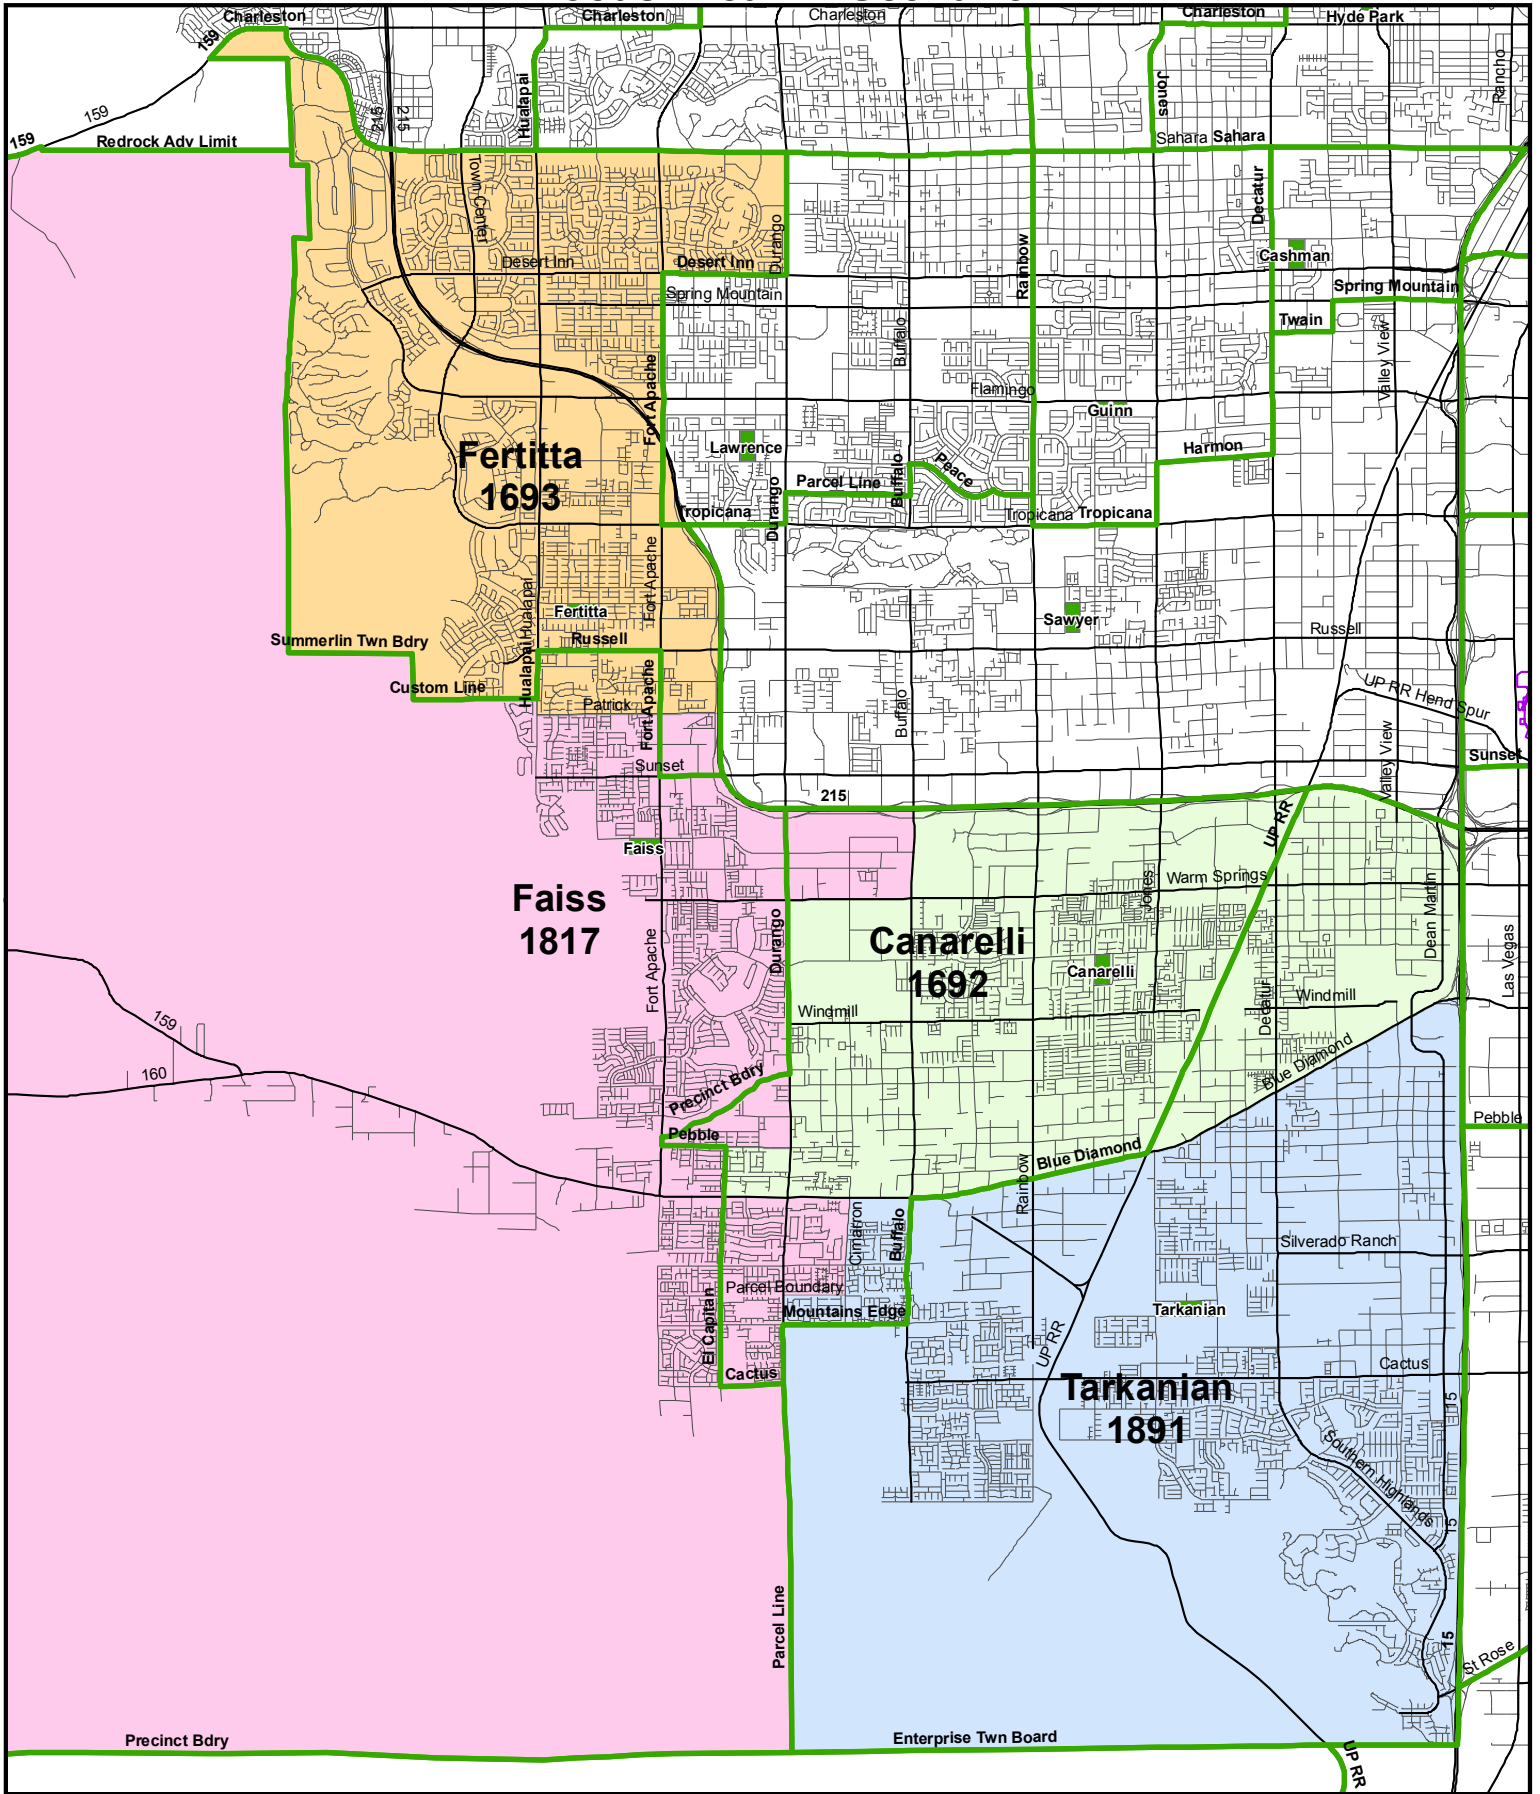 Charleston
Charleston
Charleston
Charleston
Hyde Park
159
Hualapai
Jones
Rancho
159
215
215
159
Redrock Adv Limit
Sahara
Sahara
Town Center
Decatur
Durango
Rainbow
Desert Inn
Desert Inn
Cashman
Spring Mountain
Spring Mountain
Twain
Buffalo
Valley View
Fort Apache
Flamingo
Guinn
Lawrence
Harmon
Fertitta
1693
Peace
Buffalo
Parcel Line
Durango
Tropicana
Tropicana
Tropicana
Fort Apache
Hualapai
Fertitta
Sawyer
Russell
Russell
Summerlin Twn Bdry
Hualapai
Custom Line
Fort Apache
Patrick
Buffalo
UP RR Hend Spur
Valley View
Sunset
Sunset
215
UP RR
Faiss
Warm Springs
Jones
Dean Martin
Faiss
1817
Durango
Fort Apache
Canarelli
1692
Canarelli
Las Vegas
Windmill
Windmill
Decatur
159
160
Blue Diamond
Precinct Bdry
Pebble
Pebble
Blue Diamond
Rainbow
Cimarron
Buffalo
Silverado Ranch
Parcel Boundary
Mountains Edge
Tarkanian
El Capitan
UP RR
Cactus
Cactus
Tarkanian
1891
15
Southern Highlands
15
Parcel Line
15
St Rose
Precinct Bdry
Enterprise Twn Board
UP RR